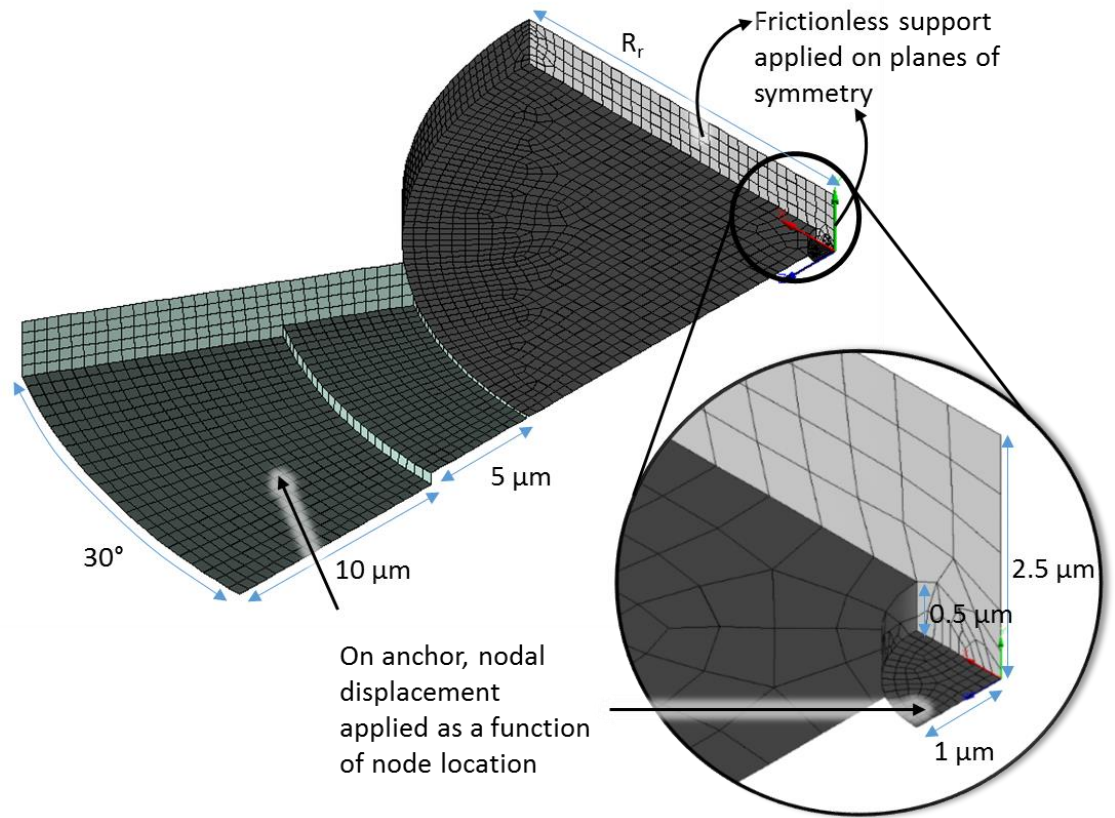 Frictionless support
applied on planes of
symmetry
Rr
5 µm
10 µm
30°
2.5 µm
0.5 µm
1 µm
On anchor, nodal
displacement
applied as a function
of node location